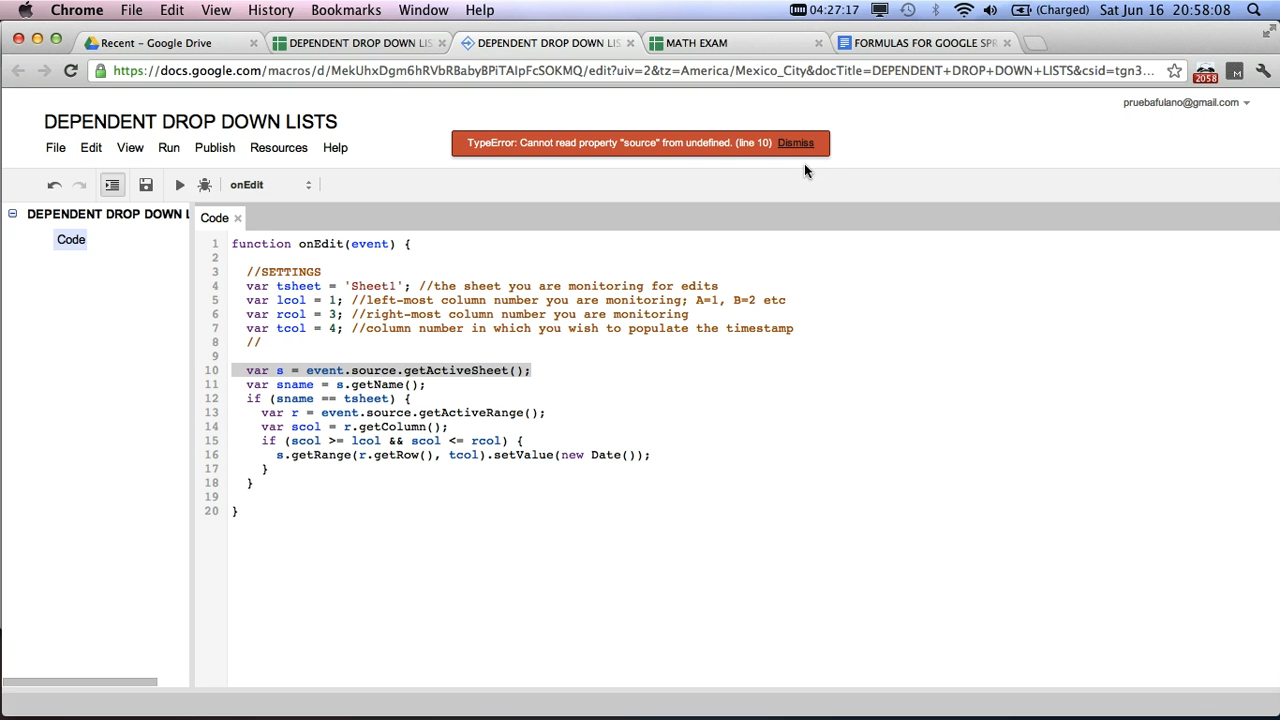 Chrome File Edit View History Bookmarks Window Help 04:27:17 (Charged) Sat Jun 16 20:58:08
Recent – Google Drive DEPENDENT DROP DOWN LIS DEPENDENT DROP DOWN LIS MATH EXAM FORMULAS FOR GOOGLE SPR
https://docs.google.com/macros/d/MekUhxDgm6hRVbRBabyBPiTAlpFcSOKMQ/edit?uiv=2&tz=America/Mexico_City&docTitle=DEPENDENT+DROP+DOWN+LISTS&csid=tgn3... 2058 M
pruebafulano@gmail.com
DEPENDENT DROP DOWN LISTS
TypeError: Cannot read property "source" from undefined. (line 10) Dismiss
File Edit View Run Publish Resources Help
onEdit
DEPENDENT DROP DOWN L
Code
Code
1 function onEdit(event) {
2
3 //SETTINGS
4 var tsheet = 'Sheet1'; //the sheet you are monitoring for edits
5 var lcol = 1; //left-most column number you are monitoring; A=1, B=2 etc
6 var rcol = 3; //right-most column number you are monitoring
7 var tcol = 4; //column number in which you wish to populate the timestamp
8 //
9
10 var s = event.source.getActiveSheet();
11 var sname = s.getName();
12 if (sname == tsheet) {
13 var r = event.source.getActiveRange();
14 var scol = r.getColumn();
15 if (scol >= lcol && scol <= rcol) {
16 s.getRange(r.getRow(), tcol).setValue(new Date());
17 }
18 }
19
20 }